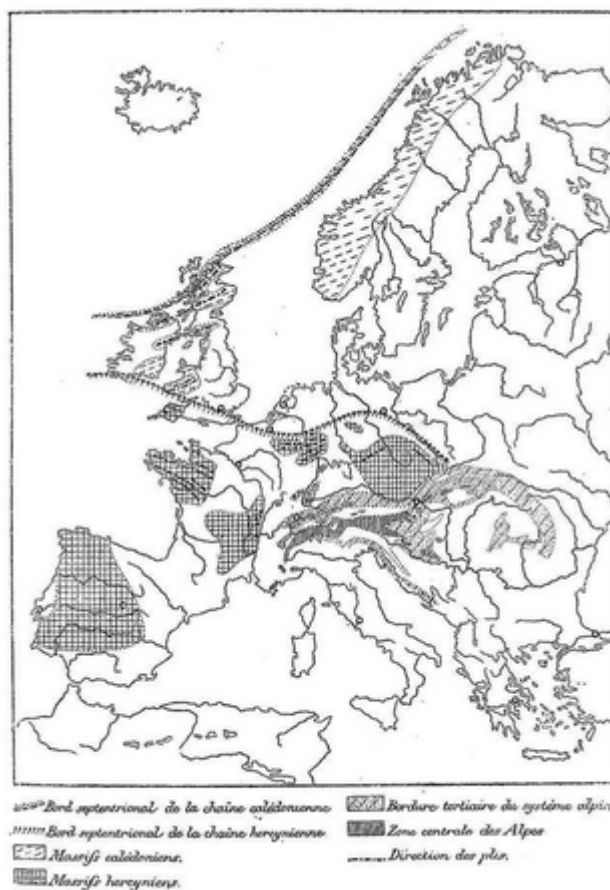 Bord septentrional de la chaîne calédonienne
Bord septentrional de la chaîne hercynienne
Massifs calédoniens.
Massifs hercyniens.
Bordure tertiaire du système alpin
Zone centrale des Alpes
Direction des plis.